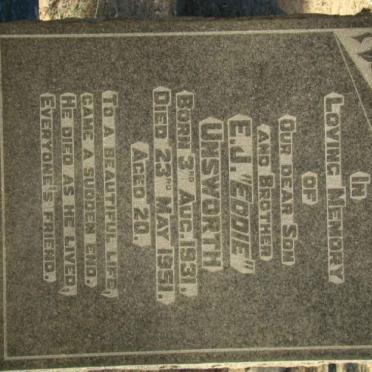 IN
LOVING MEMORY
OF
OUR DEAR SON
AND BROTHER
E.J. "EDDIE"
UNSWORTH
BORN 3RD AUG. 1931,
DIED 23RD MAY 1951.
AGED 20.
TO A BEAUTIFUL LIFE,
CAME A SUDDEN END.
HE DIED AS HE LIVED,
EVERYONE'S FRIEND.